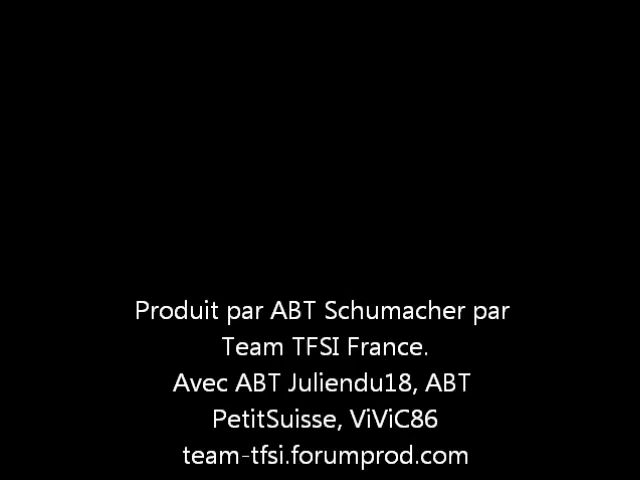 Produit par ABT Schumacher par
Team TFSI France.
Avec ABT Juliendu18, ABT
PetitSuisse, ViViC86
team-tfsi.forumprod.com